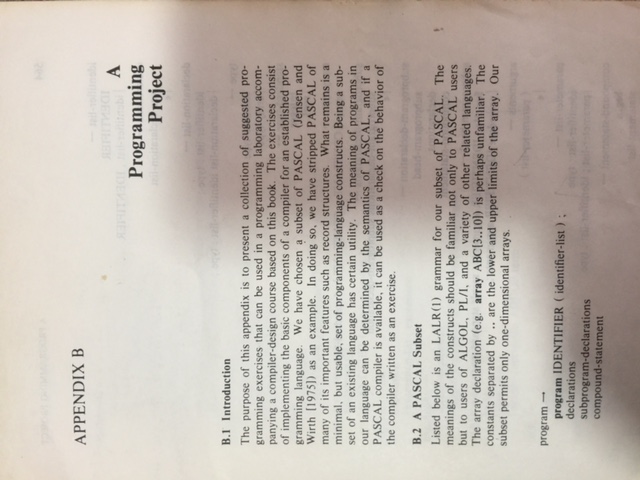 APPENDIX B
A
Programming
Project
B.1 Introduction
The purpose of this appendix is to present a collection of suggested pro-
gramming exercises that can be used in a programming laboratory accom-
panying a compiler-design course based on this book. The exercises consist
of implementing the basic components of a compiler for an established pro-
gramming language. We have chosen a subset of PASCAL (Jensen and
Wirth [1975]) as an example. In doing so, we have stripped PASCAL of
many of its important features such as record structures. What remains is a
minimal, but usable, set of programming-language constructs. Being a sub-
set of an existing language has certain utility. The meaning of programs in
our language can be determined by the semantics of PASCAL, and if a
PASCAL compiler is available, it can be used as a check on the behavior of
the compiler written as an exercise.
B.2 A PASCAL Subset
Listed below is an LALR(1) grammar for our subset of PASCAL. The
meanings of the constructs should be familiar not only to PASCAL users
but to users of ALGOL, PL/I, and a variety of other related languages.
The array declaration (e.g. array ABC[3..10]) is perhaps unfamiliar. The
constants separated by .. are the lower and upper limits of the array. Our
subset permits only one-dimensional arrays.
program →
program IDENTIFIER ( identifier-list ) ;
declarations
subprogram-declarations
compound-statement